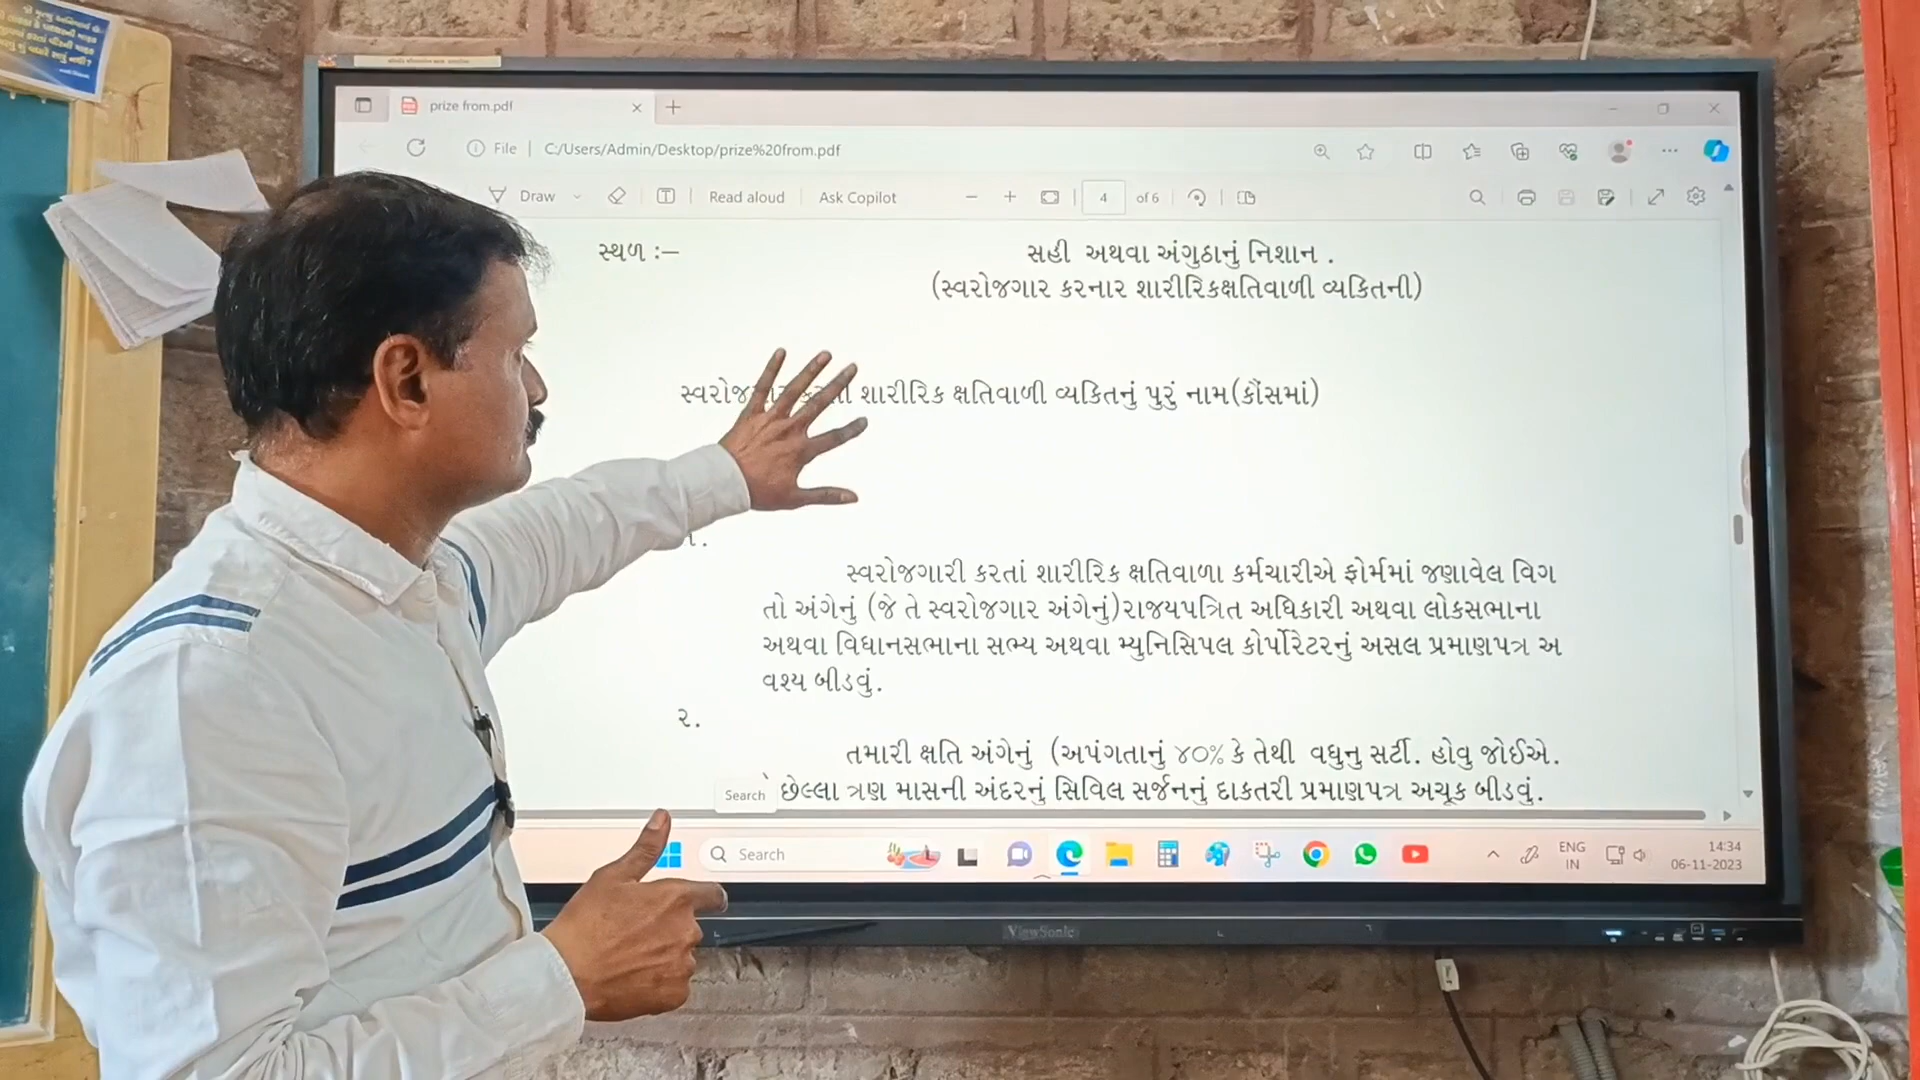 prize from.pdf
File | C:/Users/Admin/Desktop/prize%20from.pdf
Draw Read aloud Ask Copilot 4 of 6
સ્થળ :–
સહી અથવા અંગુઠાનું નિશાન .
(સ્વરોજગાર કરનાર શારીરિકક્ષતિવાળી વ્યકિતની)
શારીરિક ક્ષતિવાળી વ્યકિતનું પુરું નામ(કૌંસમાં)
સ્વરોજગારી કરતાં શારીરિક ક્ષતિવાળા કર્મચારીએ ફોર્મમાં જણાવેલ વિગ
તો અંગેનું (જે તે સ્વરોજગાર અંગેનું)રાજયપત્રિત અધિકારી અથવા લોકસભાના
અથવા વિધાનસભાના સભ્ય અથવા મ્યુનિસિપલ કોર્પોરેટરનું અસલ પ્રમાણપત્ર અ
વશ્ય બીડવું.
૨.
તમારી ક્ષતિ અંગેનું (અપંગતાનું ૪૦% કે તેથી વધુનુ સર્ટી. હોવુ જોઈએ.
છેલ્લા ત્રણ માસની અંદરનું સિવિલ સર્જનનું દાકતરી પ્રમાણપત્ર અચૂક બીડવું.
Search
Search
ENG
IN
14:34
06-11-2023
ViewSonic